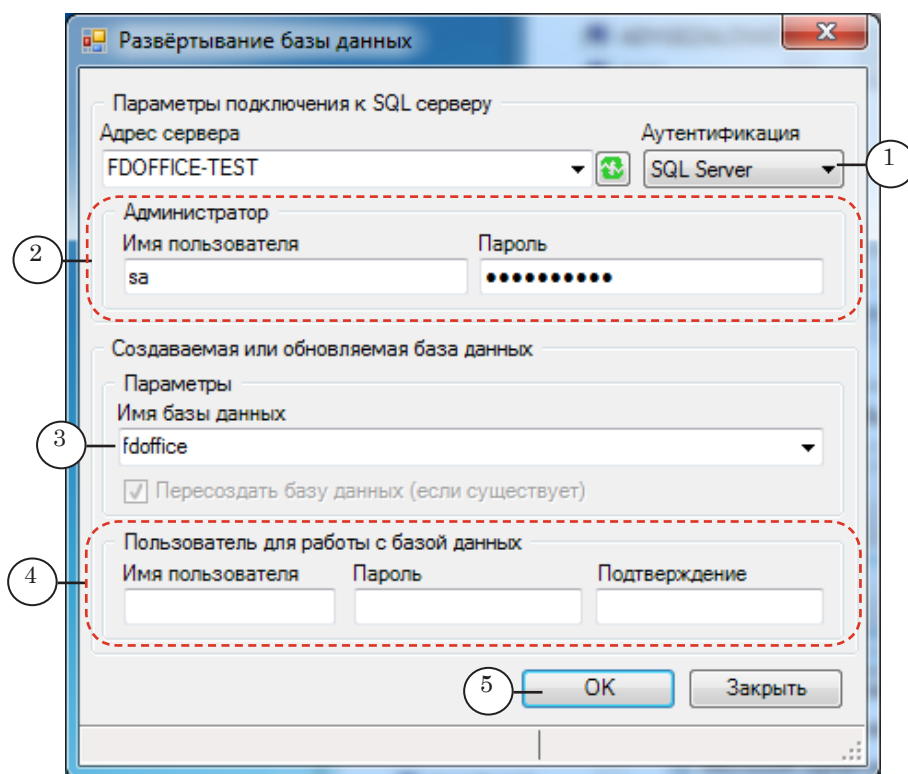 Развёртывание базы данных
Параметры подключения к SQL серверу
Адрес сервера Аутентификация
FDOFFICE-TEST SQL Server 1
Администратор
2 Имя пользователя Пароль
sa ●●●●●●●●●●
Создаваемая или обновляемая база данных
Параметры
Имя базы данных
3 fdoffice
Пересоздать базу данных (если существует)
Пользователь для работы с базой данных
4 Имя пользователя Пароль Подтверждение
5 OK Закрыть